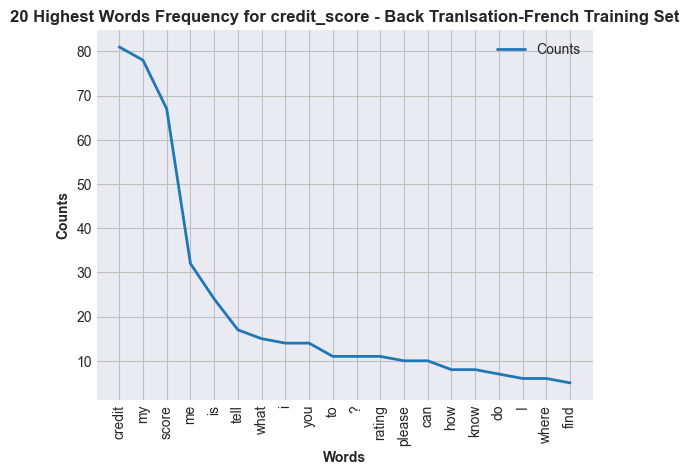 20 Highest Words Frequency for credit_score - Back Tranlsation-French Training Set
Counts
80
70
60
50
40
30
20
10
Counts
credit
my
score
me
is
tell
what
i
you
to
?
rating
please
can
how
know
do
I
where
find
Words